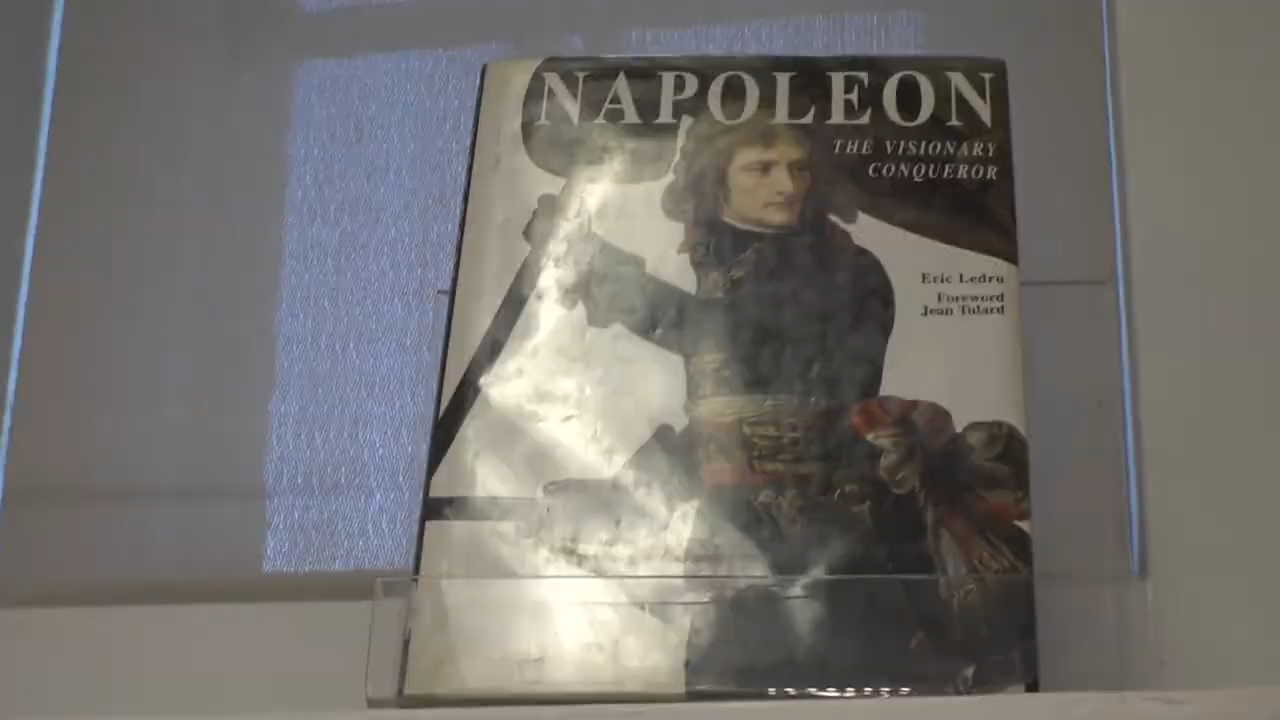 NAPOLEON
THE VISIONARY
CONQUEROR
Eric Ledru
Foreword
Jean Tulard